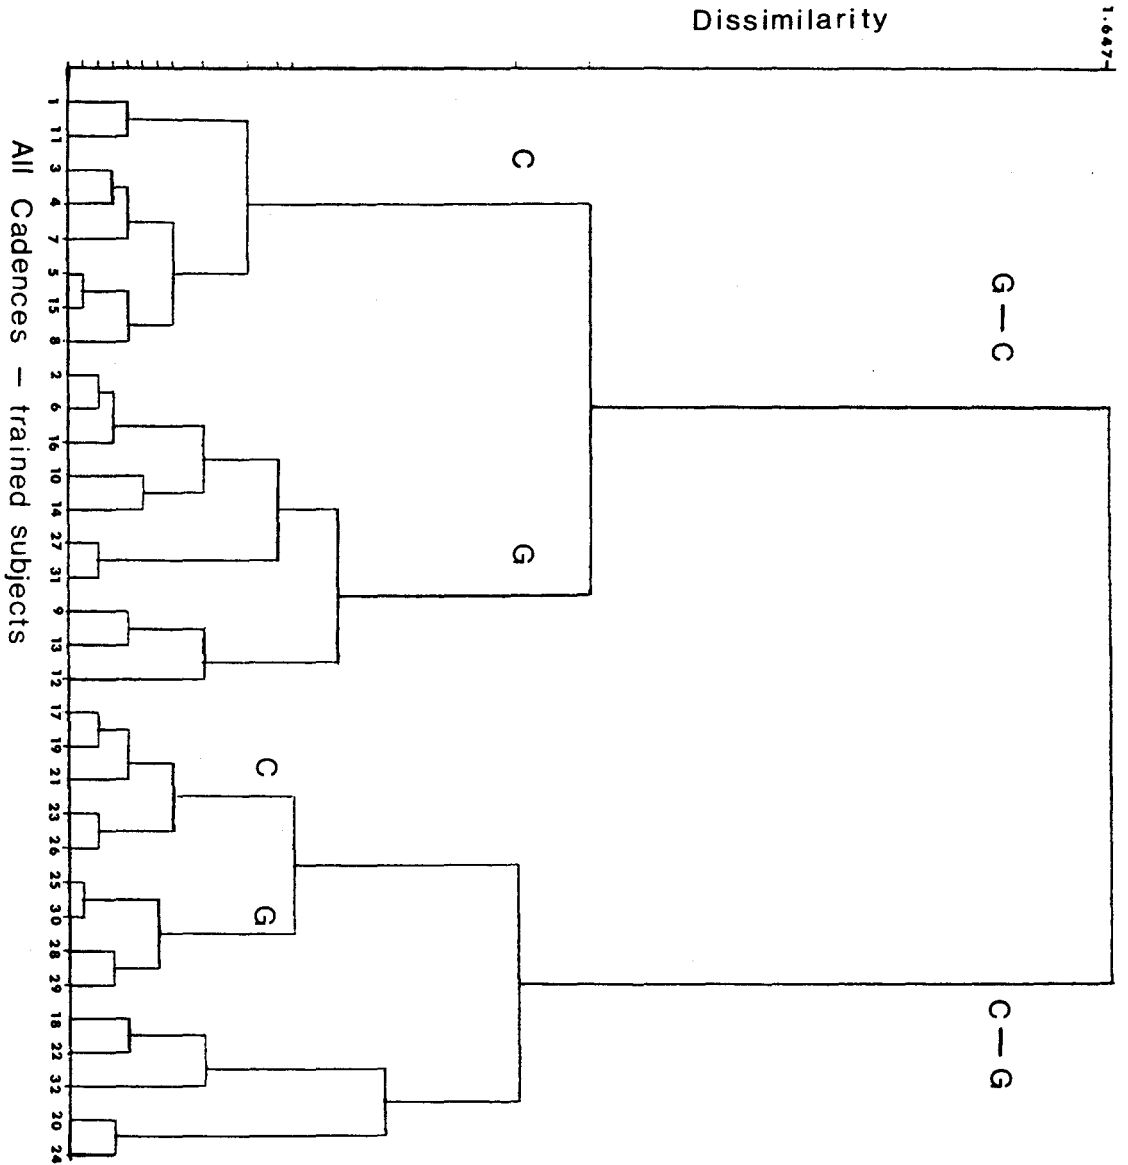 Dissimilarity
1.647
G — C
C — G
C
G
C
G
1 11 3 4 7 5 15 8 2 6 16 10 14 27 31 9 13 12 17 19 21 23 26 25 30 28 29 18 22 32 20 24
All Cadences — trained subjects